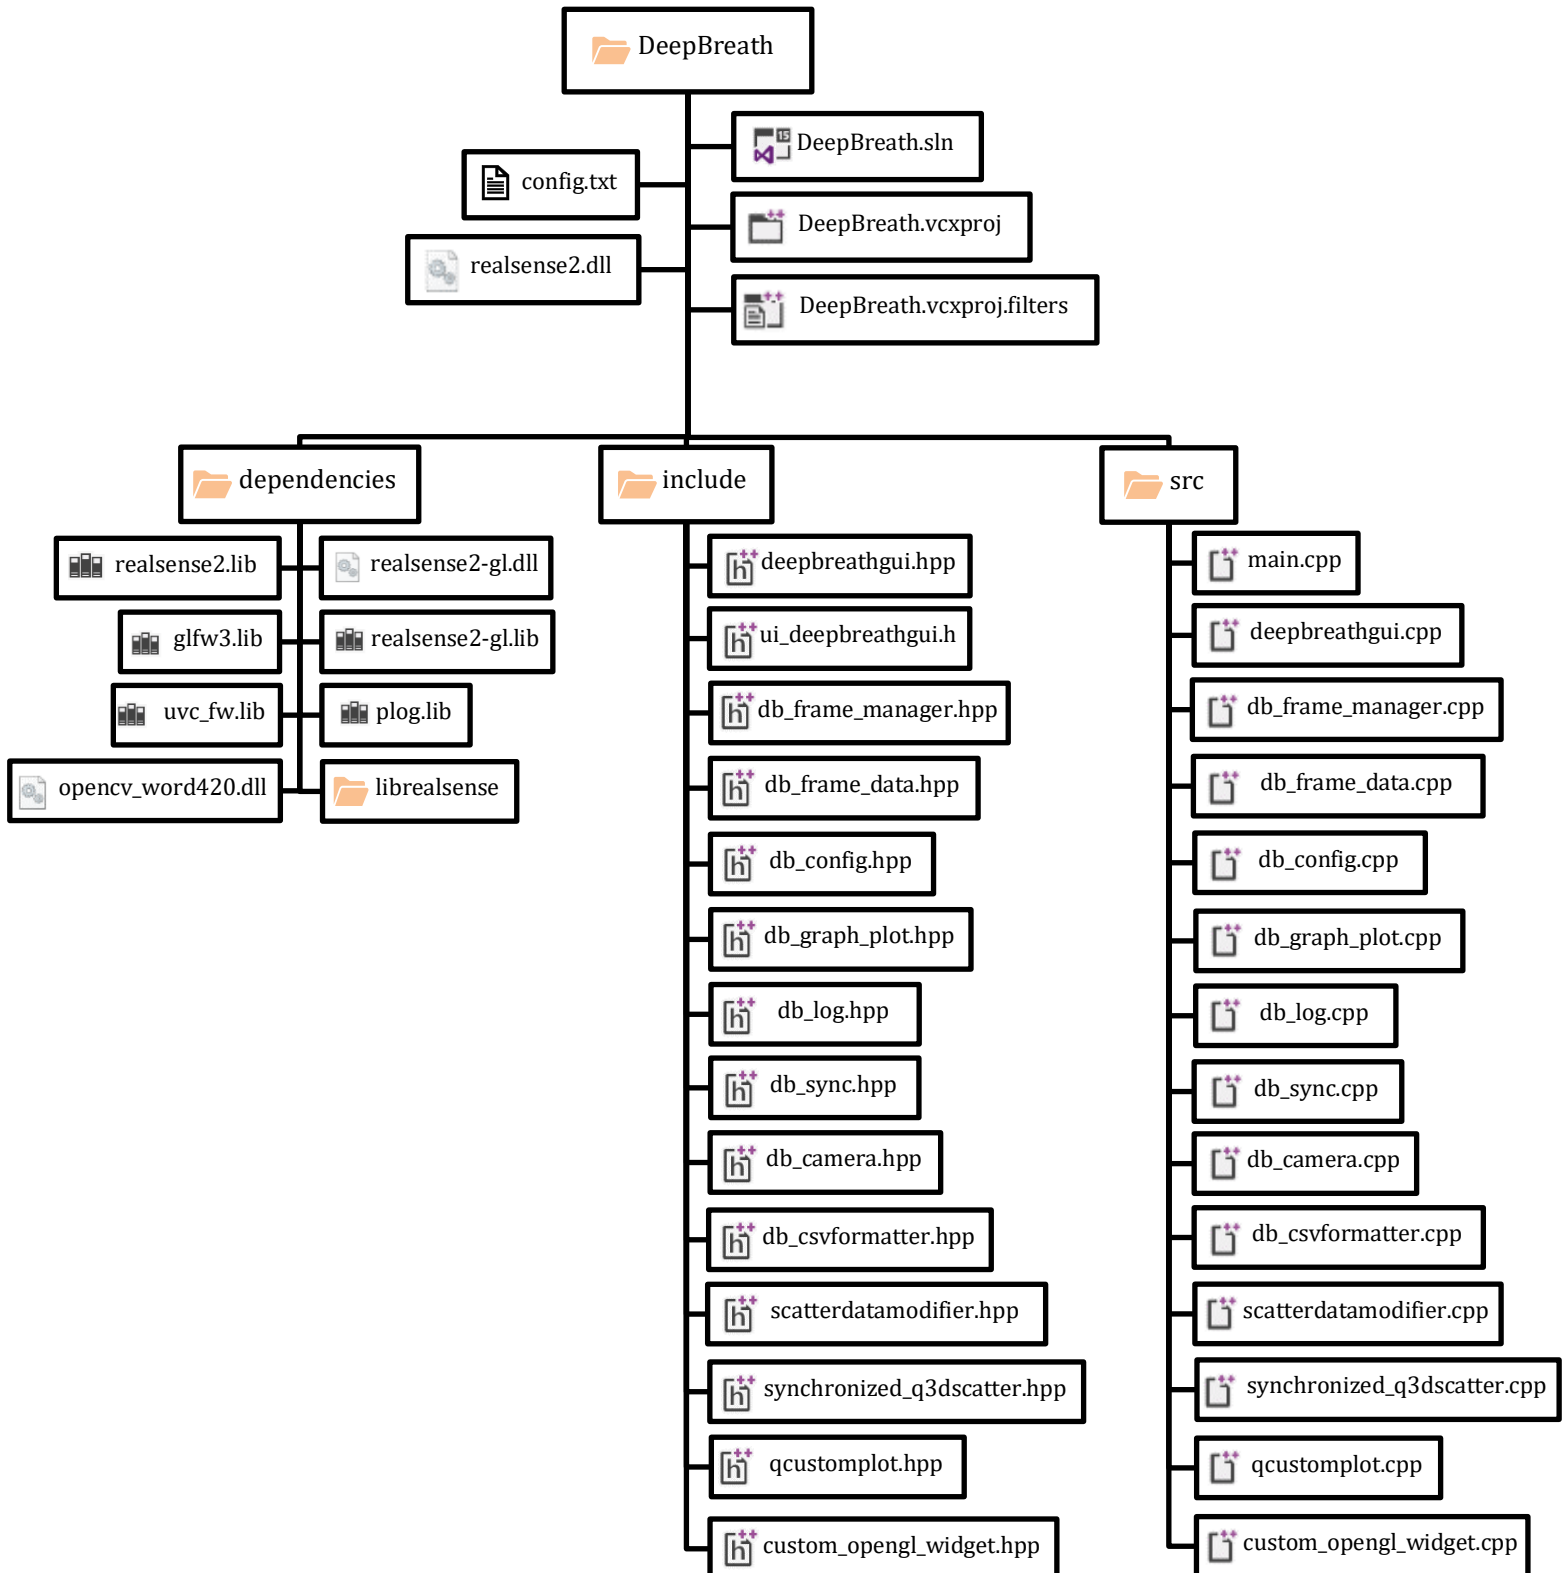 DeepBreath
DeepBreath.sln
config.txt
DeepBreath.vcxproj
realsense2.dll
DeepBreath.vcxproj.filters
dependencies
realsense2.lib
realsense2-gl.dll
glfw3.lib
realsense2-gl.lib
uvc_fw.lib
plog.lib
opencv_word420.dll
librealsense
include
deepbreathgui.hpp
ui_deepbreathgui.h
db_frame_manager.hpp
db_frame_data.hpp
db_config.hpp
db_graph_plot.hpp
db_log.hpp
db_sync.hpp
db_camera.hpp
db_csvformatter.hpp
scatterdatamodifier.hpp
synchronized_q3dscatter.hpp
qcustomplot.hpp
custom_opengl_widget.hpp
src
main.cpp
deepbreathgui.cpp
db_frame_manager.cpp
db_frame_data.cpp
db_config.cpp
db_graph_plot.cpp
db_log.cpp
db_sync.cpp
db_camera.cpp
db_csvformatter.cpp
scatterdatamodifier.cpp
synchronized_q3dscatter.cpp
qcustomplot.cpp
custom_opengl_widget.cpp